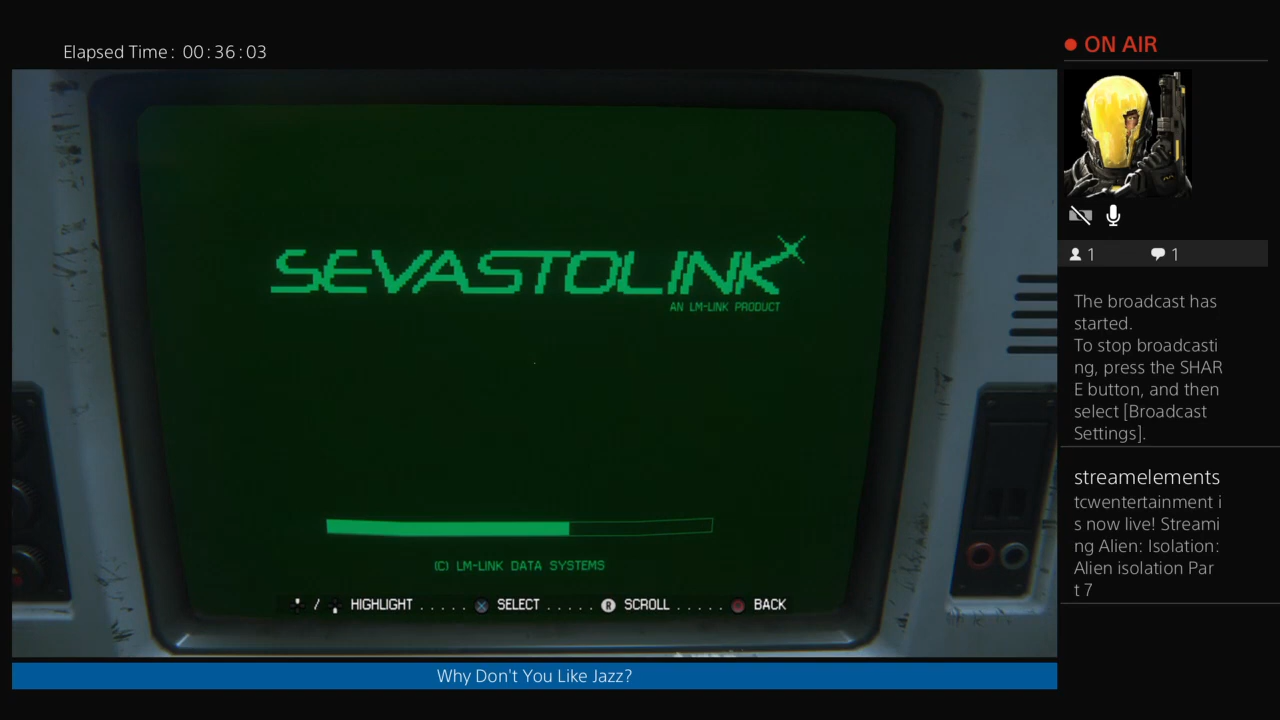 Elapsed Time: 00:36:03
ON AIR
SEVASTOLINK
AN LM-LINK PRODUCT
(C) LM-LINK DATA SYSTEMS
/ HIGHLIGHT ..... SELECT ..... R SCROLL ..... BACK
Why Don't You Like Jazz?
1 1
The broadcast has
started.
To stop broadcasti
ng, press the SHAR
E button, and then
select [Broadcast
Settings].
streamelements
tcwentertainment i
s now live! Streami
ng Alien: Isolation:
Alien isolation Par
t 7